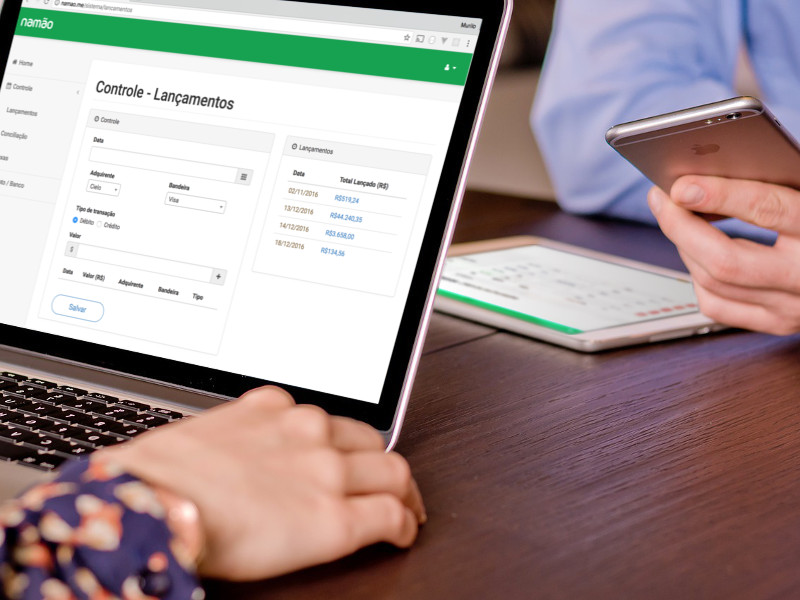 namao.me/sistema/lancamentos
Murilo
namão
Home
Controle
Lançamentos
Conciliação
Controle - Lançamentos
Controle
Data
Adquirente
Cielo
Bandeira
Visa
Tipo de transação
Débito Crédito
Valor
$
+
Data Valor (R$) Adquirente Bandeira Tipo
Salvar
Lançamentos
Data Total Lançado (R$)
02/11/2016 R$519,24
13/12/2016 R$44.240,35
14/12/2016 R$3.658,00
18/12/2016 R$134,56
/ Banco